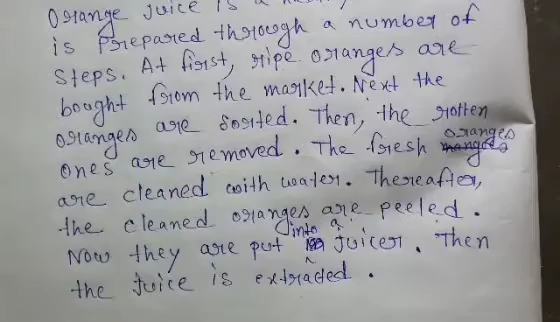 Orange juice is a
is prepared through a number of
steps. At first, ripe oranges are
bought from the market. Next the
oranges are sorted. Then, the rotten
ones are removed. The fresh oranges
are cleaned with water. Thereafter,
the cleaned oranges are peeled.
Now they are put into a juicer. Then
the juice is extracted.